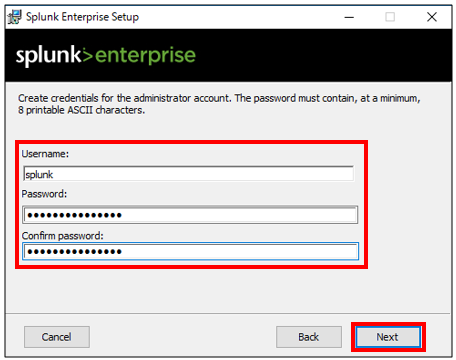 Splunk Enterprise Setup
splunk>enterprise
Create credentials for the administrator account. The password must contain, at a minimum,
8 printable ASCII characters.
Username:
splunk
Password:
●●●●●●●●●●●●●●●
Confirm password:
●●●●●●●●●●●●●●●
Cancel
Back
Next